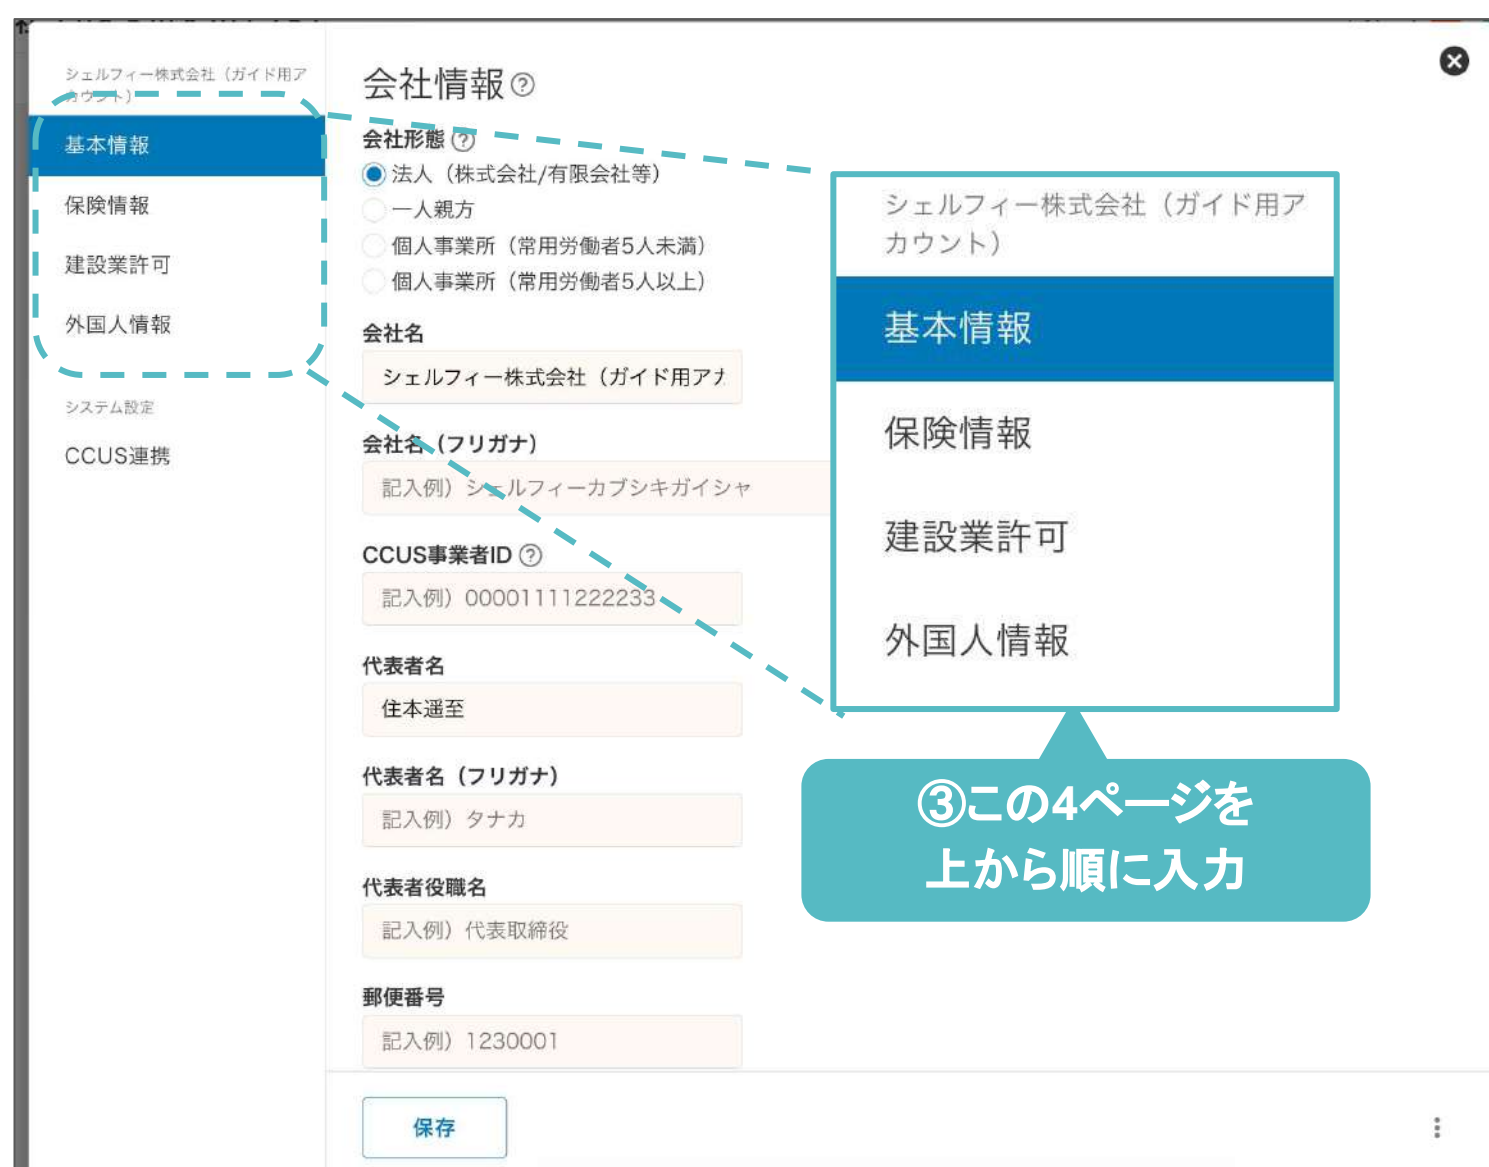 シェルフィー株式会社（ガイド用ア
カウント）
基本情報
保険情報
建設業許可
外国人情報
システム設定
CCUS連携
会社情報
会社形態
法人（株式会社/有限会社等）
一人親方
個人事業所（常用労働者5人未満）
個人事業所（常用労働者5人以上）
会社名
シェルフィー株式会社（ガイド用アカ
会社名（フリガナ）
記入例）シェルフィーカブシキガイシャ
CCUS事業者ID
記入例）00001111222233
代表者名
住本遥至
代表者名（フリガナ）
記入例）タナカ
代表者役職名
記入例）代表取締役
郵便番号
記入例）1230001
保存
シェルフィー株式会社（ガイド用ア
カウント）
基本情報
保険情報
建設業許可
外国人情報
③この4ページを
上から順に入力